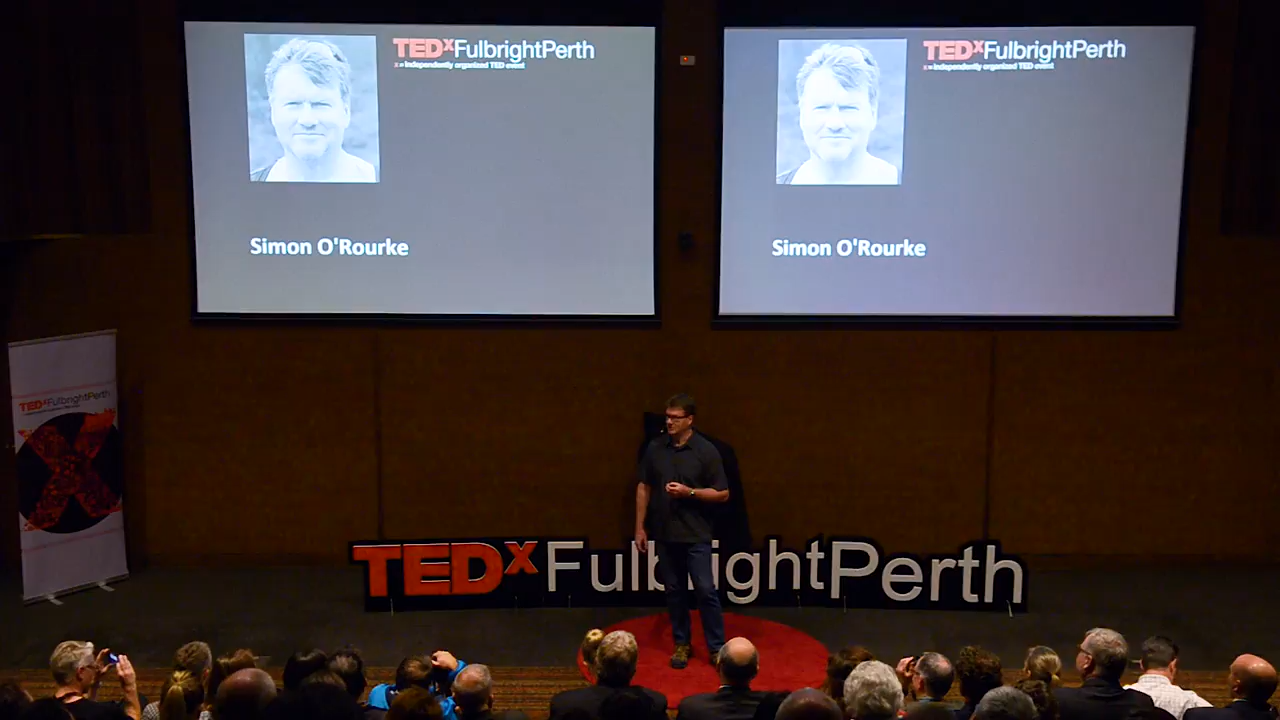 TEDxFulbrightPerth
x = independently organized TED event
Simon O'Rourke
TEDxFulbrightPerth
x = independently organized TED event
Simon O'Rourke
TEDxFulbrightPerth
TEDxFulbrightPerth